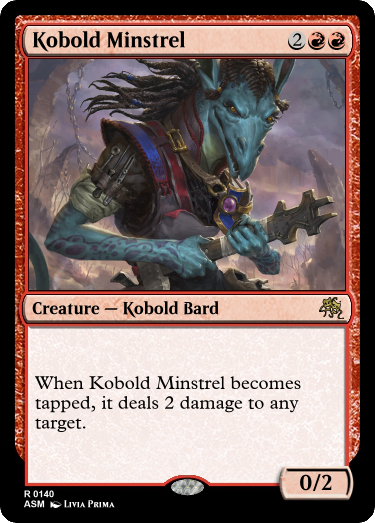 Kobold Minstrel 2
Creature — Kobold Bard
When Kobold Minstrel becomes
tapped, it deals 2 damage to any
target.
0/2
R 0140
ASM Livia Prima